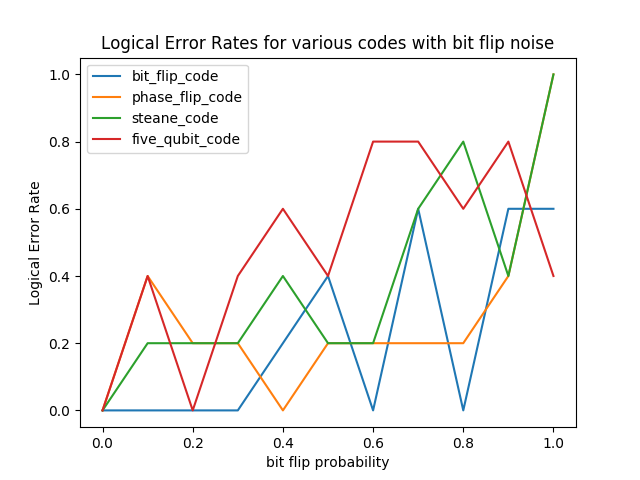 Logical Error Rates for various codes with bit flip noise
bit_flip_code
phase_flip_code
steane_code
five_qubit_code
Logical Error Rate
1.0
0.8
0.6
0.4
0.2
0.0
0.0 0.2 0.4 0.6 0.8 1.0
bit flip probability